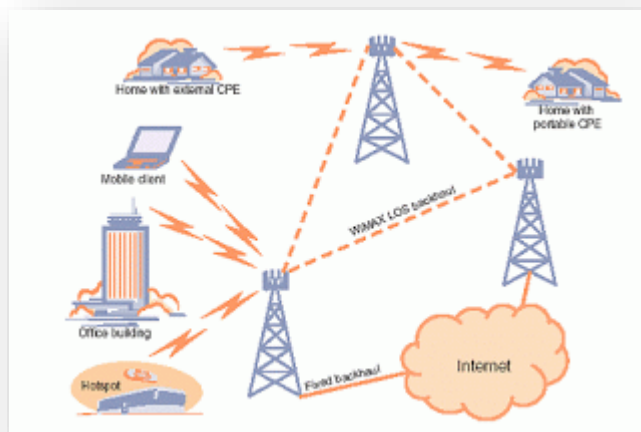 Home with external CPE
Home with
portable CPE
Mobile client
WiMAX LOS backhaul
Office building
Hotspot
Fixed backhaul
Internet